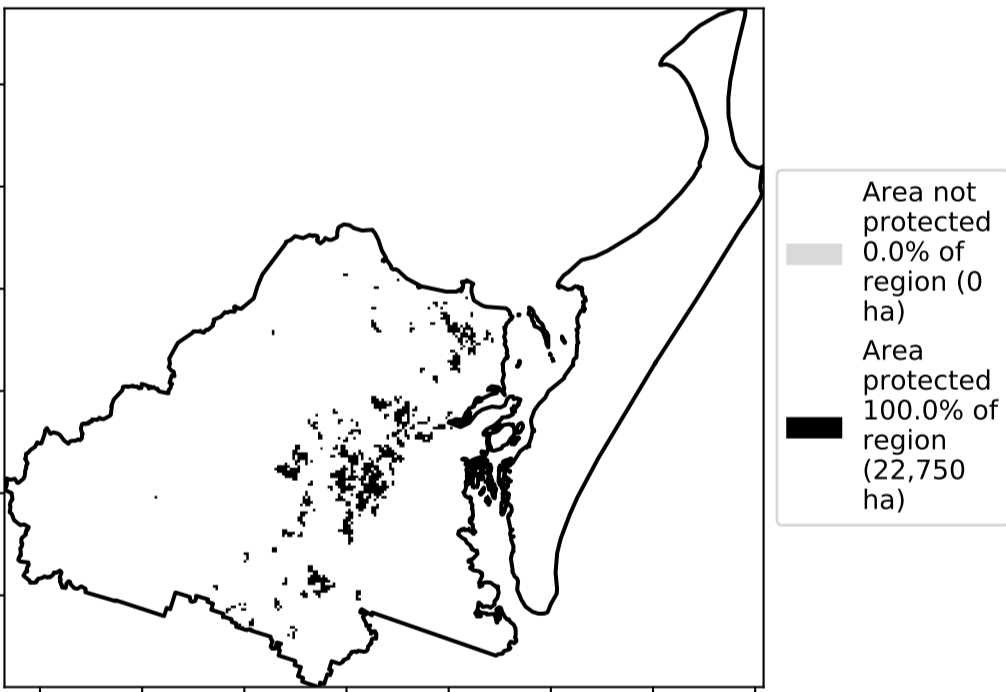 Area not
protected
0.0% of
region (0
ha)
Area
protected
100.0% of
region
(22,750
ha)